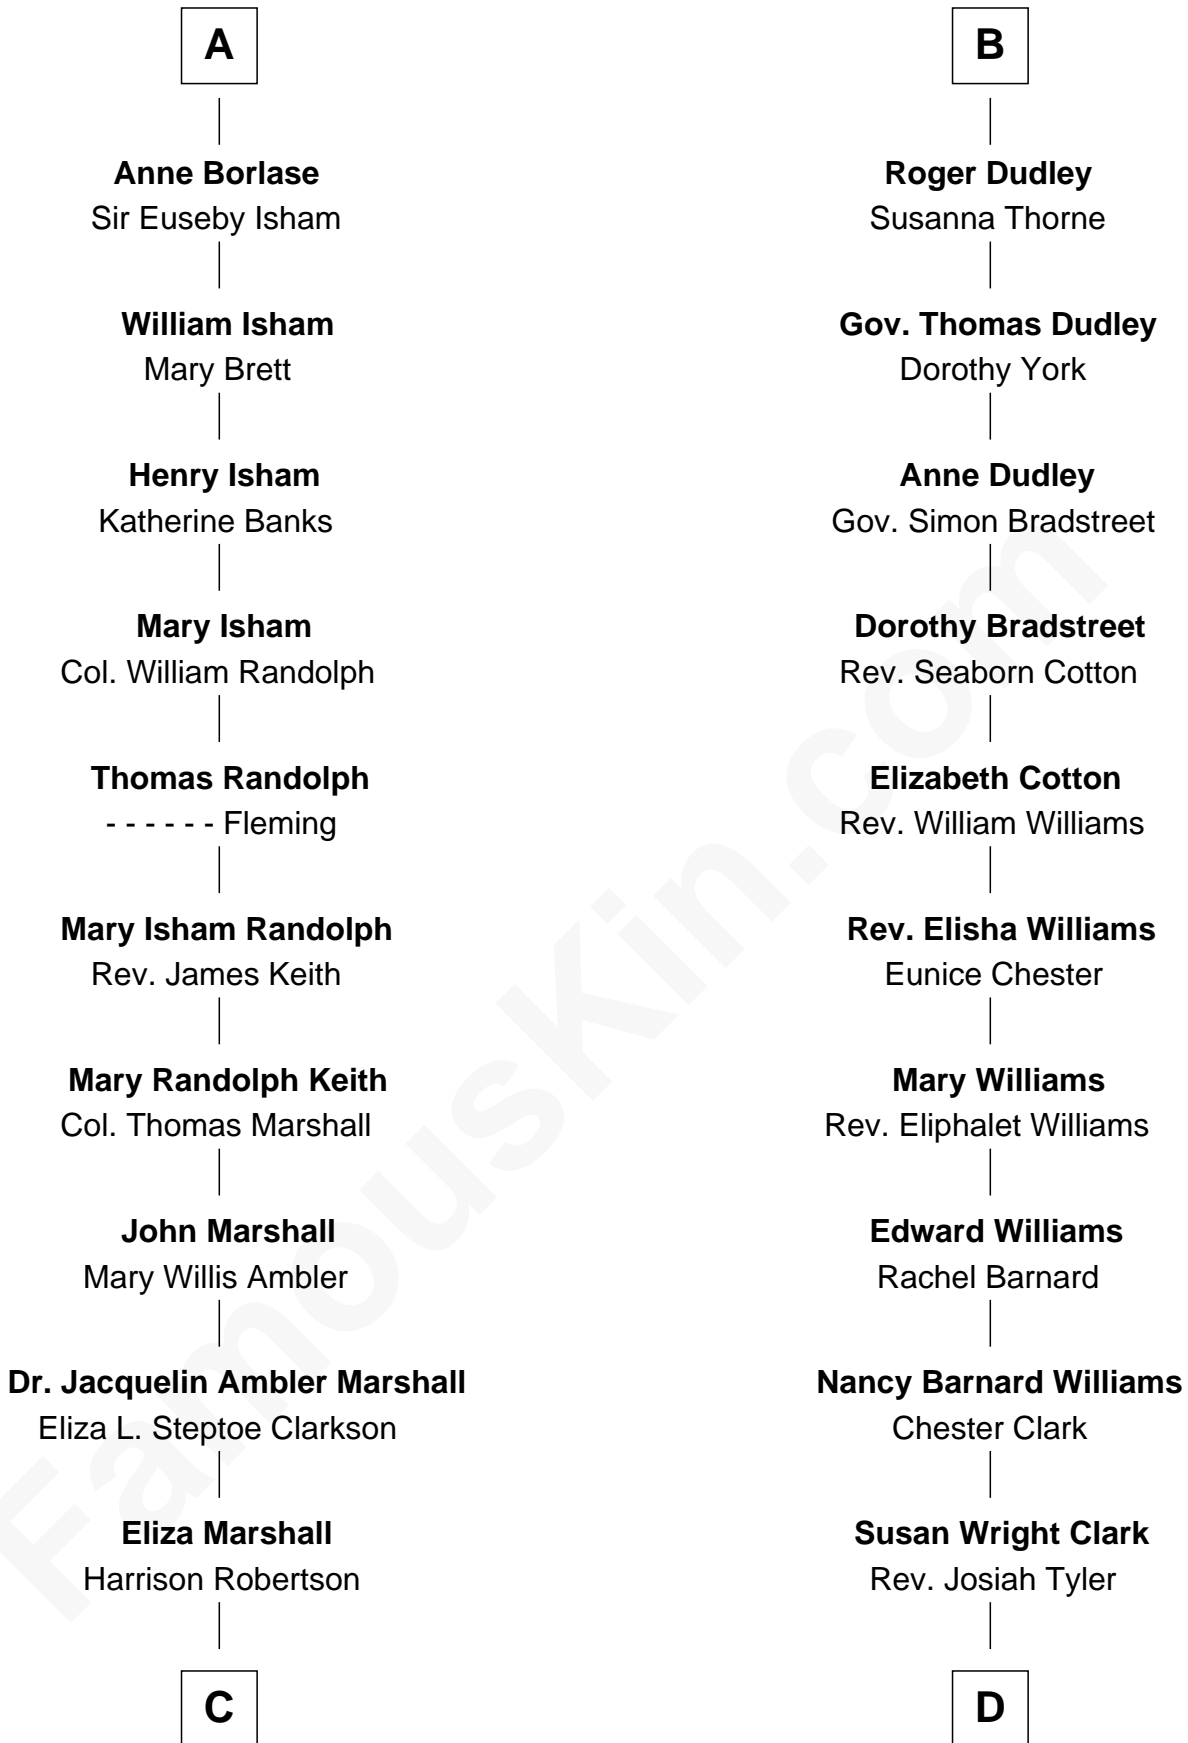 A
Anne Borlase
Sir Euseby Isham
William Isham
Mary Brett
Henry Isham
Katherine Banks
Mary Isham
Col. William Randolph
Thomas Randolph
- - - - - - Fleming
Mary Isham Randolph
Rev. James Keith
Mary Randolph Keith
Col. Thomas Marshall
John Marshall
Mary Willis Ambler
Dr. Jacquelin Ambler Marshall
Eliza L. Steptoe Clarkson
Eliza Marshall
Harrison Robertson
C
B
Roger Dudley
Susanna Thorne
Gov. Thomas Dudley
Dorothy York
Anne Dudley
Gov. Simon Bradstreet
Dorothy Bradstreet
Rev. Seaborn Cotton
Elizabeth Cotton
Rev. William Williams
Rev. Elisha Williams
Eunice Chester
Mary Williams
Rev. Eliphalet Williams
Edward Williams
Rachel Barnard
Nancy Barnard Williams
Chester Clark
Susan Wright Clark
Rev. Josiah Tyler
D
FamousKin.com